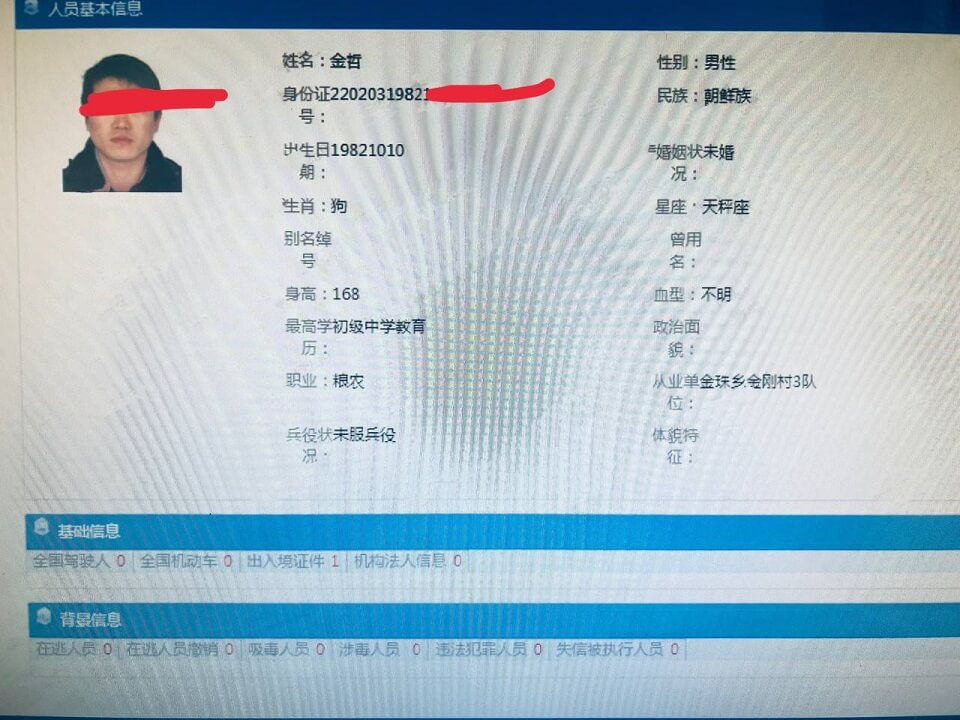 人员基本信息
姓名：金哲 性别：男性
身份证号：22020319821 民族：朝鲜族
出生日期：19821010 婚姻状况：未婚
生肖：狗 星座：天秤座
别名绰号 曾用名：
身高：168 血型：不明
最高学历：初级中学教育 政治面貌：
职业：粮农 从业单位：金珠乡金刚村3队
兵役状况：未服兵役 体貌特征：
基础信息
全国驾驶人 0 | 全国机动车 0 | 出入境证件 1 | 机构法人信息 0
背景信息
在逃人员 0 | 在逃人员撤销 0 | 吸毒人员 0 | 涉毒人员 0 | 违法犯罪人员 0 | 失信被执行人员 0